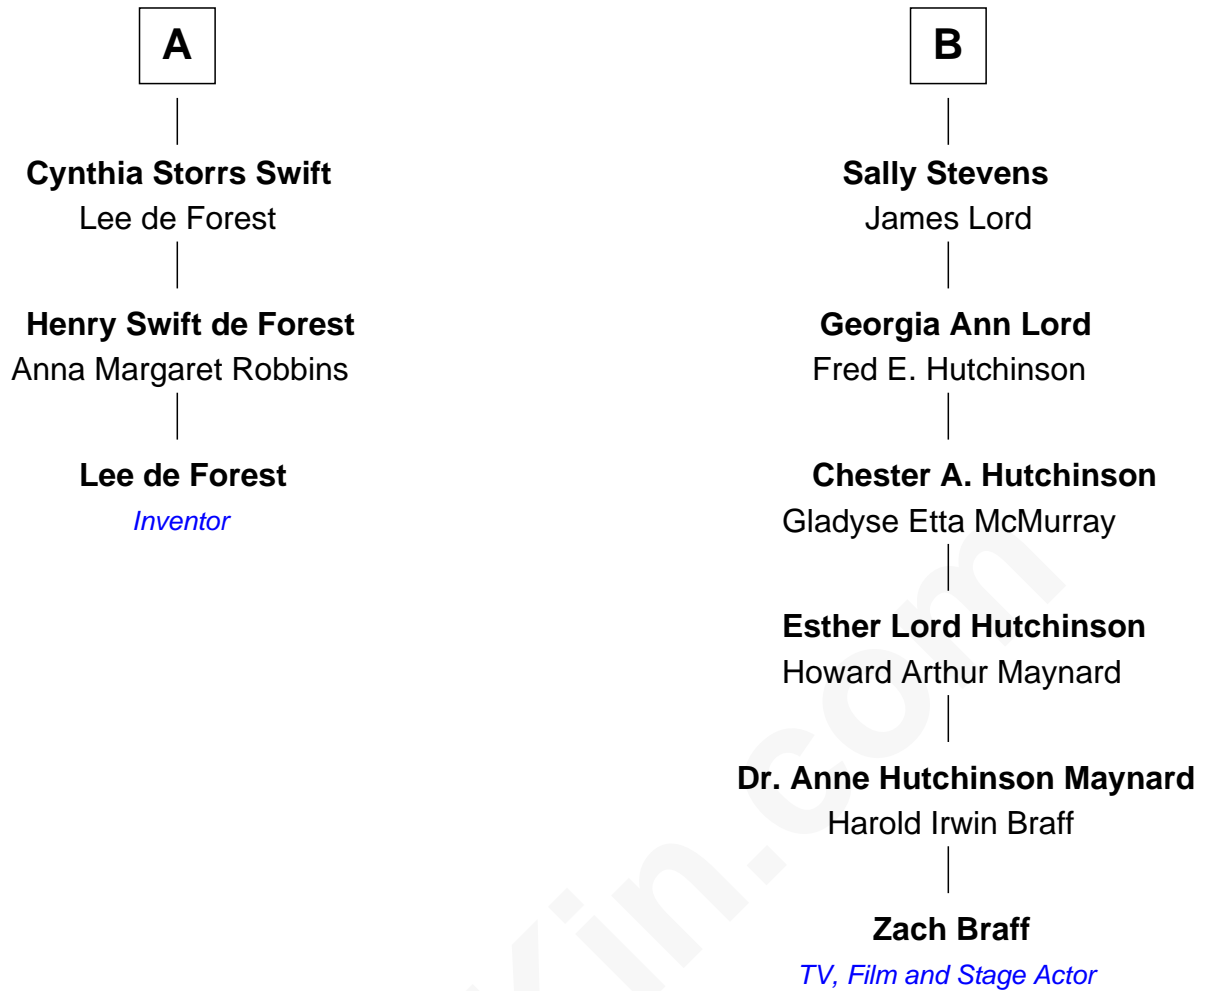 A
Cynthia Storrs Swift
Lee de Forest
Henry Swift de Forest
Anna Margaret Robbins
Lee de Forest
Inventor
B
Sally Stevens
James Lord
Georgia Ann Lord
Fred E. Hutchinson
Chester A. Hutchinson
Gladyse Etta McMurray
Esther Lord Hutchinson
Howard Arthur Maynard
Dr. Anne Hutchinson Maynard
Harold Irwin Braff
Zach Braff
TV, Film and Stage Actor
Kin.com